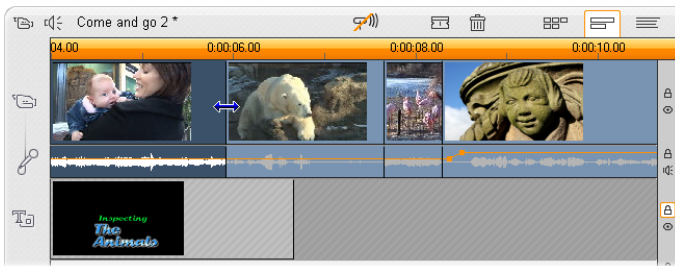 Come and go 2 *
04.00 0:00:06.00 0:00:08.00 0:00:10.00
T
Inspecting
The
Animals